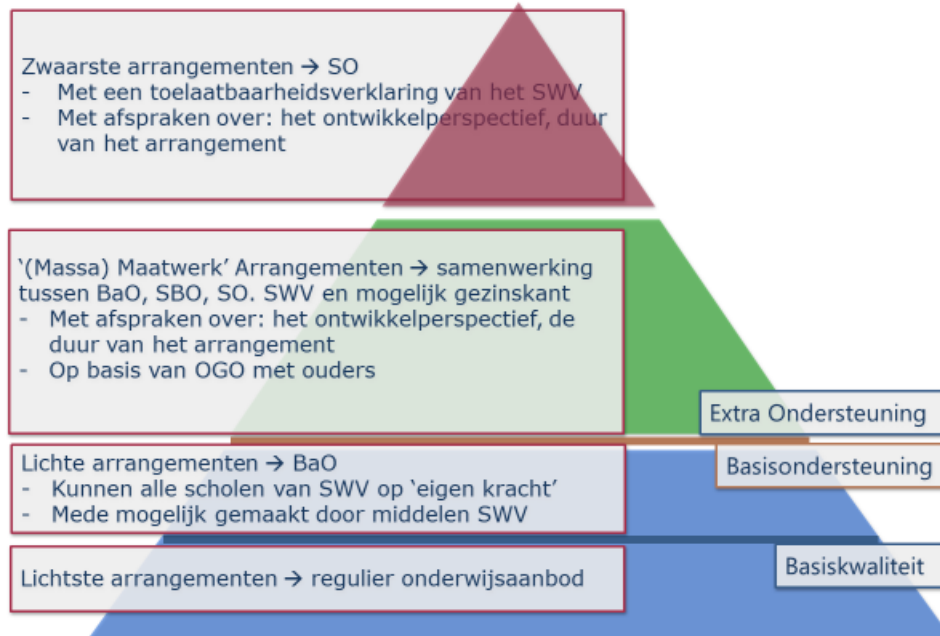 Zwaarste arrangementen → SO
- Met een toelaatbaarheidsverklaring van het SWV
- Met afspraken over: het ontwikkelperspectief, duur
van het arrangement
‘(Massa) Maatwerk’ Arrangementen → samenwerking
tussen BaO, SBO, SO. SWV en mogelijk gezinskant
- Met afspraken over: het ontwikkelperspectief, de
duur van het arrangement
- Op basis van OGO met ouders
Extra Ondersteuning
Lichte arrangementen → BaO
- Kunnen alle scholen van SWV op ‘eigen kracht’
- Mede mogelijk gemaakt door middelen SWV
Basisondersteuning
Lichtste arrangementen → regulier onderwijsaanbod
Basiskwaliteit